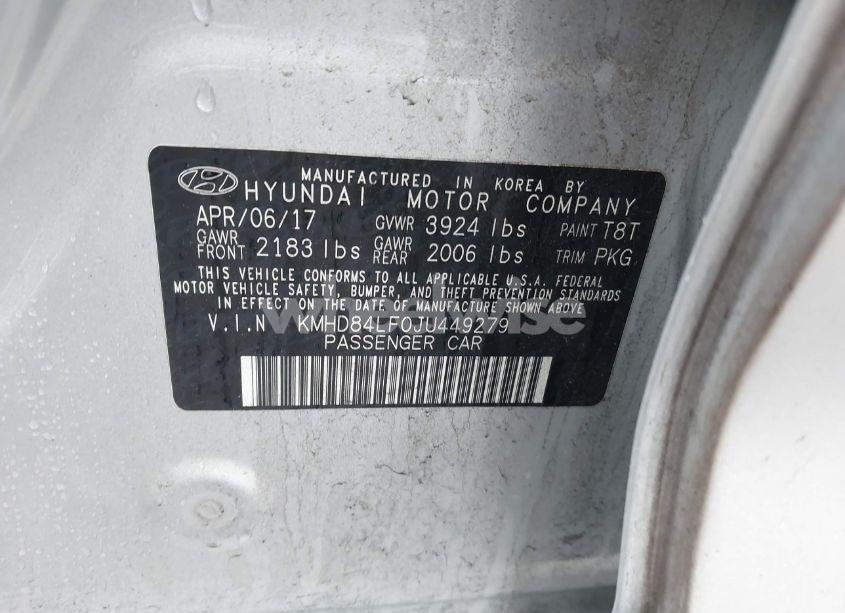 MANUFACTURED IN KOREA BY
HYUNDAI MOTOR COMPANY
APR/06/17 GVWR 3924 lbs PAINT T8T
GAWR FRONT 2183 lbs GAWR REAR 2006 lbs TRIM PKG
THIS VEHICLE CONFORMS TO ALL APPLICABLE U.S.A. FEDERAL
MOTOR VEHICLE SAFETY, BUMPER, AND THEFT PREVENTION STANDARDS
IN EFFECT ON THE DATE OF MANUFACTURE SHOWN ABOVE
V.I.N KMHD84LF0JU449279
PASSENGER CAR